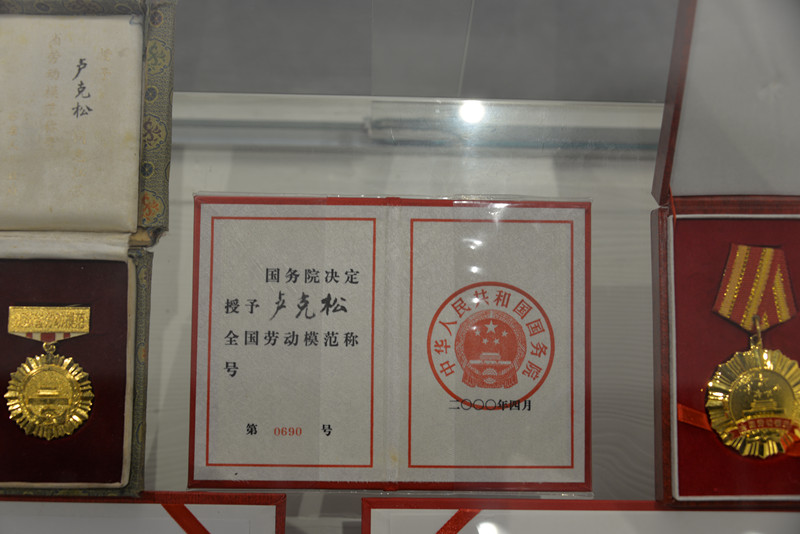 卢克松
国务院决定
授予 卢克松
全国劳动模范称
号
第 0690 号
中华人民共和国国务院
二〇〇〇年四月